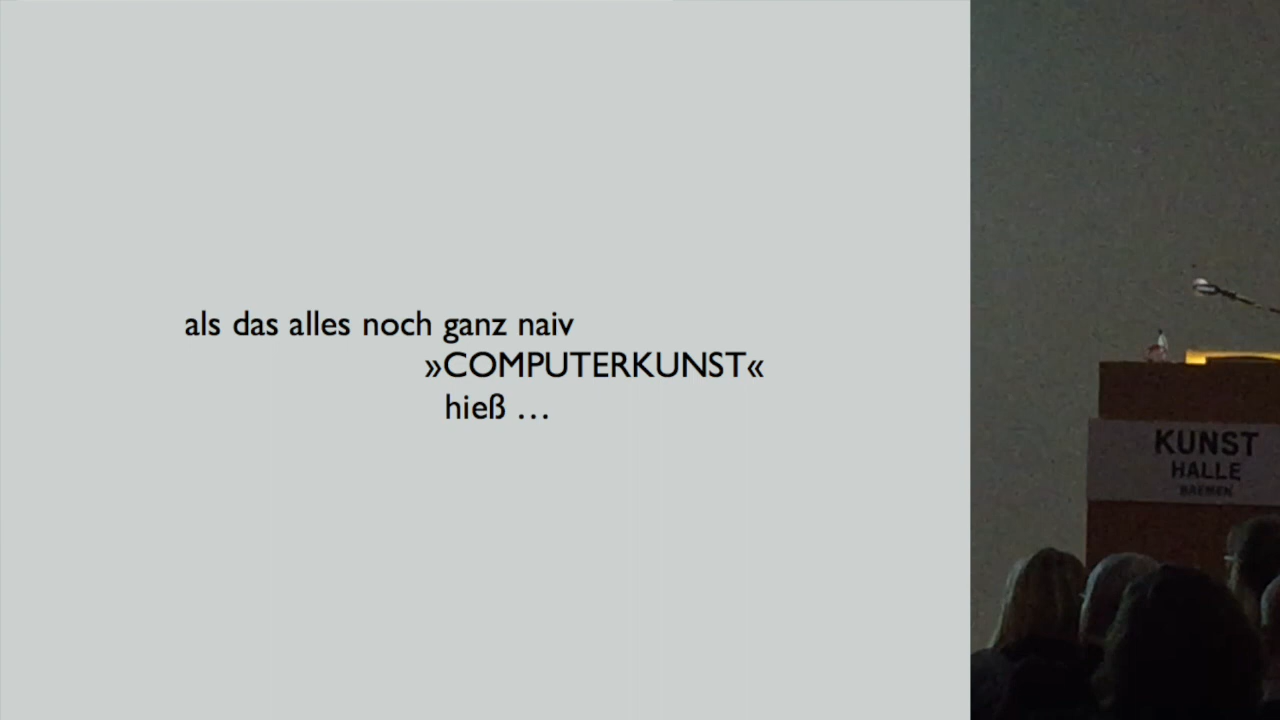 als das alles noch ganz naiv
»COMPUTERKUNST«
hieß …
KUNST
HALLE
BREMEN